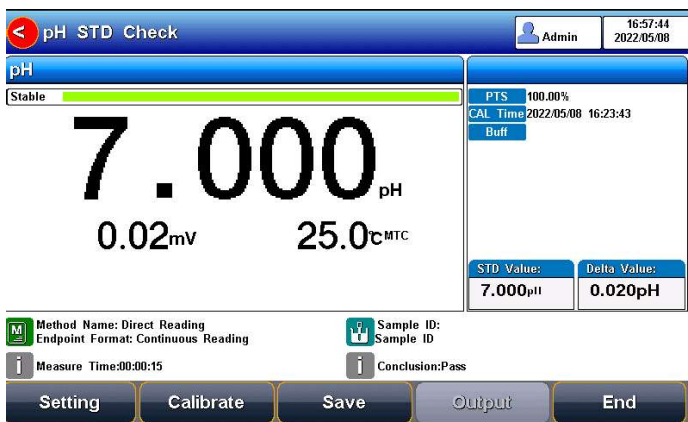 < pH STD Check
Admin
16:57:44
2022/05/08
pH
Stable
7.000 pH
0.02mV
25.0℃ MTC
PTS 100.00%
CAL Time 2022/05/08 16:23:43
Buff
STD Value:
7.000pH
Delta Value:
0.020pH
M
Method Name: Direct Reading
Endpoint Format: Continuous Reading
Sample ID:
Sample ID
i
Measure Time:00:00:15
i
Conclusion:Pass
Setting
Calibrate
Save
Output
End